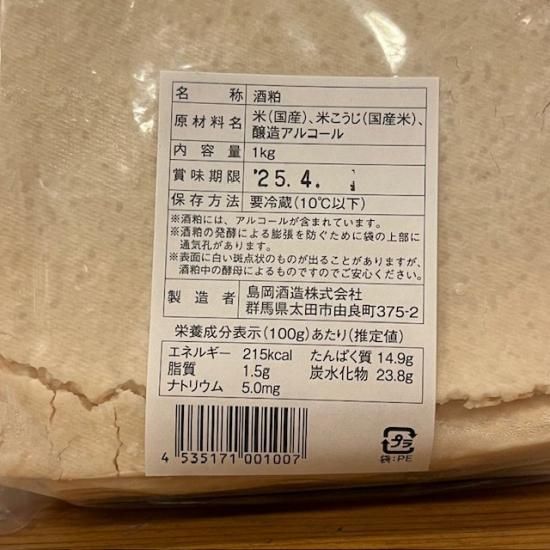 名称 酒粕
原材料名 米(国産)、米こうじ(国産米)、
醸造アルコール
内容量 1kg
賞味期限 '25.4.
保存方法 要冷蔵(10℃以下)
※酒粕には、アルコールが含まれています。
※酒粕の発酵による膨張を防ぐために袋の上部に
通気孔があります。
※表面に白い斑点状のものが出ることがありますが、
酒粕中の酵母によるものですのでご安心ください。
製造者 島岡酒造株式会社
群馬県太田市由良町375-2
栄養成分表示(100g)あたり(推定値)
エネルギー 215kcal たんぱく質 14.9g
脂質 1.5g 炭水化物 23.8g
ナトリウム 5.0mg
4 535171 001007
プラ
袋:PE